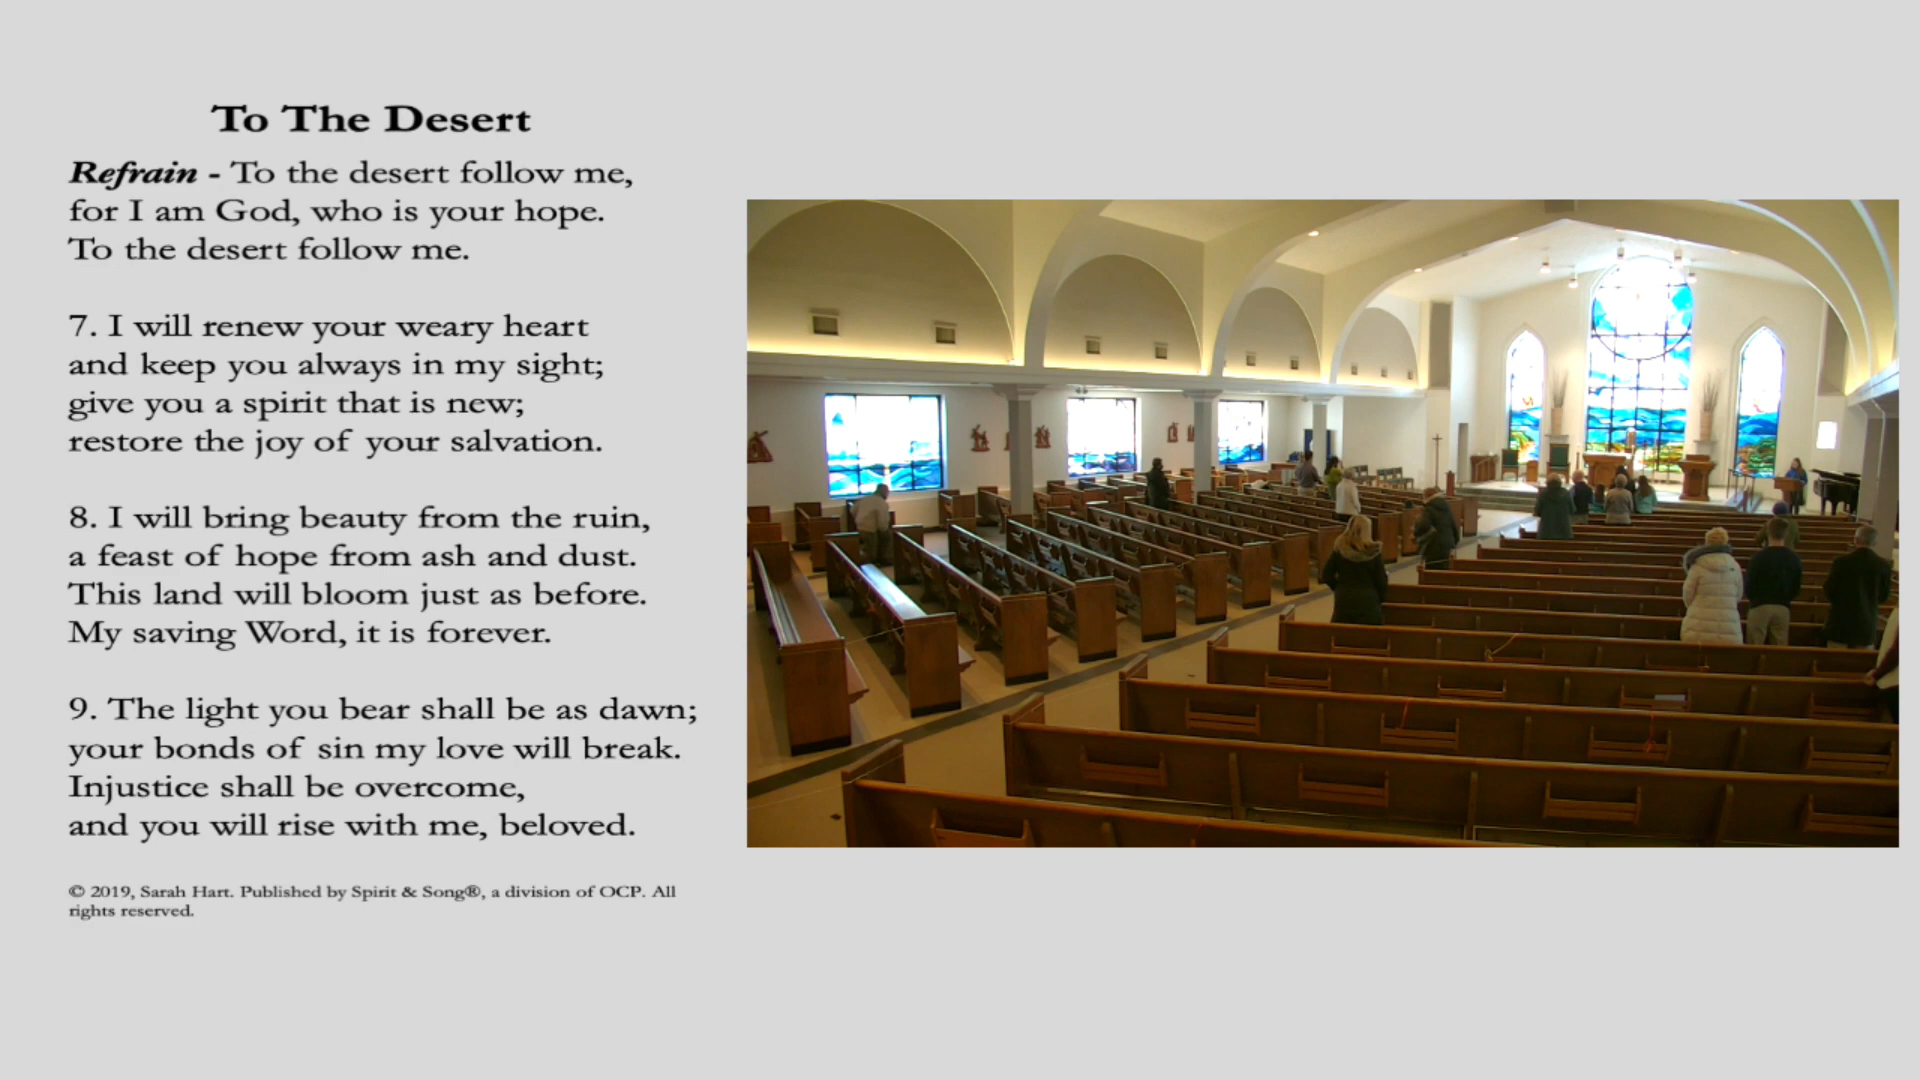 To The Desert
Refrain - To the desert follow me,
for I am God, who is your hope.
To the desert follow me.
7. I will renew your weary heart
and keep you always in my sight;
give you a spirit that is new;
restore the joy of your salvation.
8. I will bring beauty from the ruin,
a feast of hope from ash and dust.
This land will bloom just as before.
My saving Word, it is forever.
9. The light you bear shall be as dawn;
your bonds of sin my love will break.
Injustice shall be overcome,
and you will rise with me, beloved.
© 2019, Sarah Hart. Published by Spirit & Song®, a division of OCP. All
rights reserved.